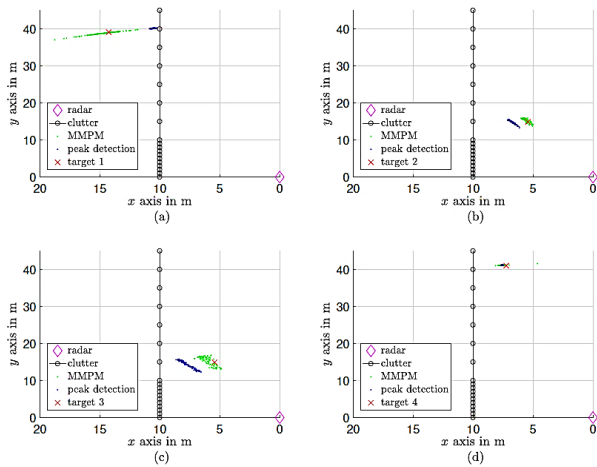 40
30
20
10
0
y axis in m
radar
clutter
MMPM
peak detection
target 1
20 15 10 5 0
x axis in m
(a)
40
30
20
10
0
y axis in m
radar
clutter
MMPM
peak detection
target 2
20 15 10 5 0
x axis in m
(b)
40
30
20
10
0
y axis in m
radar
clutter
MMPM
peak detection
target 3
20 15 10 5 0
x axis in m
(c)
40
30
20
10
0
y axis in m
radar
clutter
MMPM
peak detection
target 4
20 15 10 5 0
x axis in m
(d)